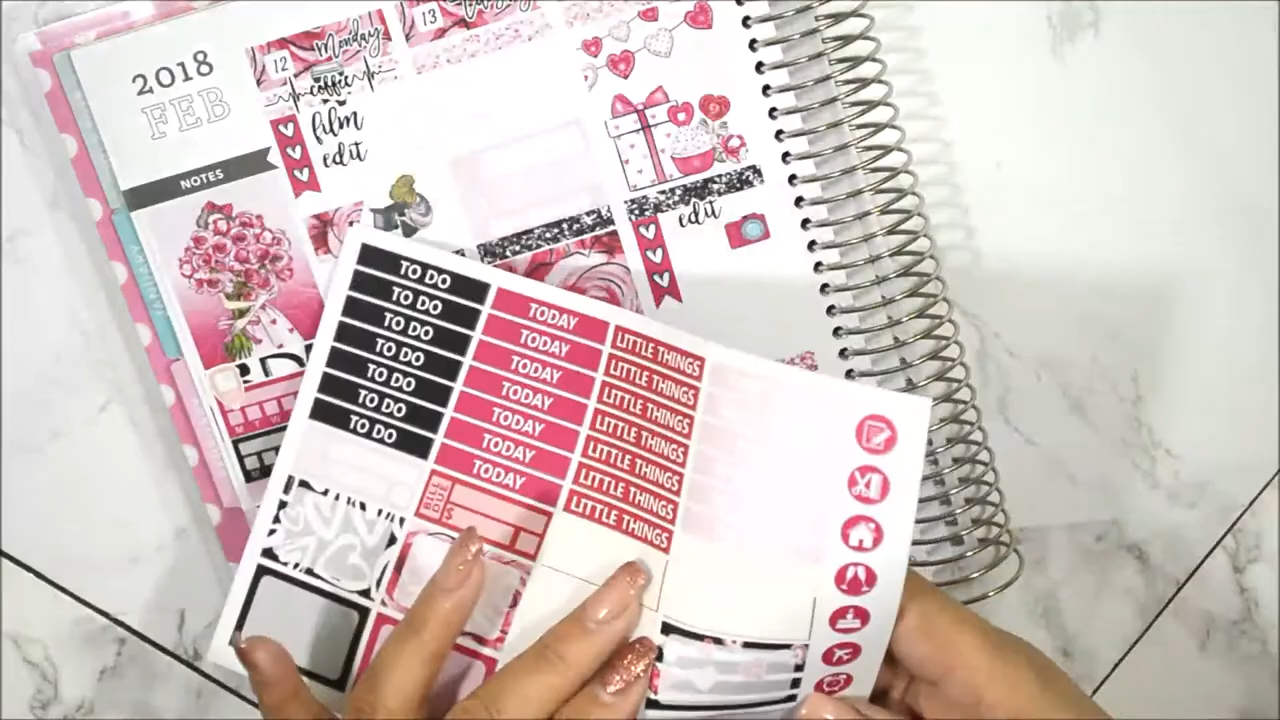 2018
FEB
NOTES
12
Monday
coffee
film
edit
13
edit
TO DO
TO DO
TO DO
TO DO
TO DO
TO DO
TO DO
TODAY
TODAY
TODAY
TODAY
TODAY
TODAY
TODAY
LITTLE THINGS
LITTLE THINGS
LITTLE THINGS
LITTLE THINGS
LITTLE THINGS
LITTLE THINGS
LITTLE THINGS
BILL DUE
$
M T W